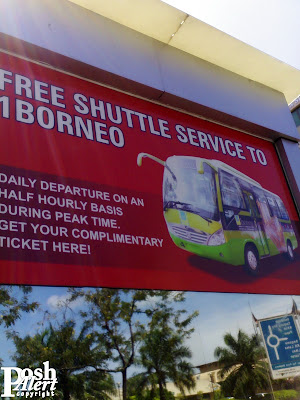 FREE SHUTTLE SERVICE TO
1BORNEO
DAILY DEPARTURE ON AN
HALF HOURLY BASIS
DURING PEAK TIME.
GET YOUR COMPLIMENTARY
TICKET HERE!
Posh
Alert
copyright